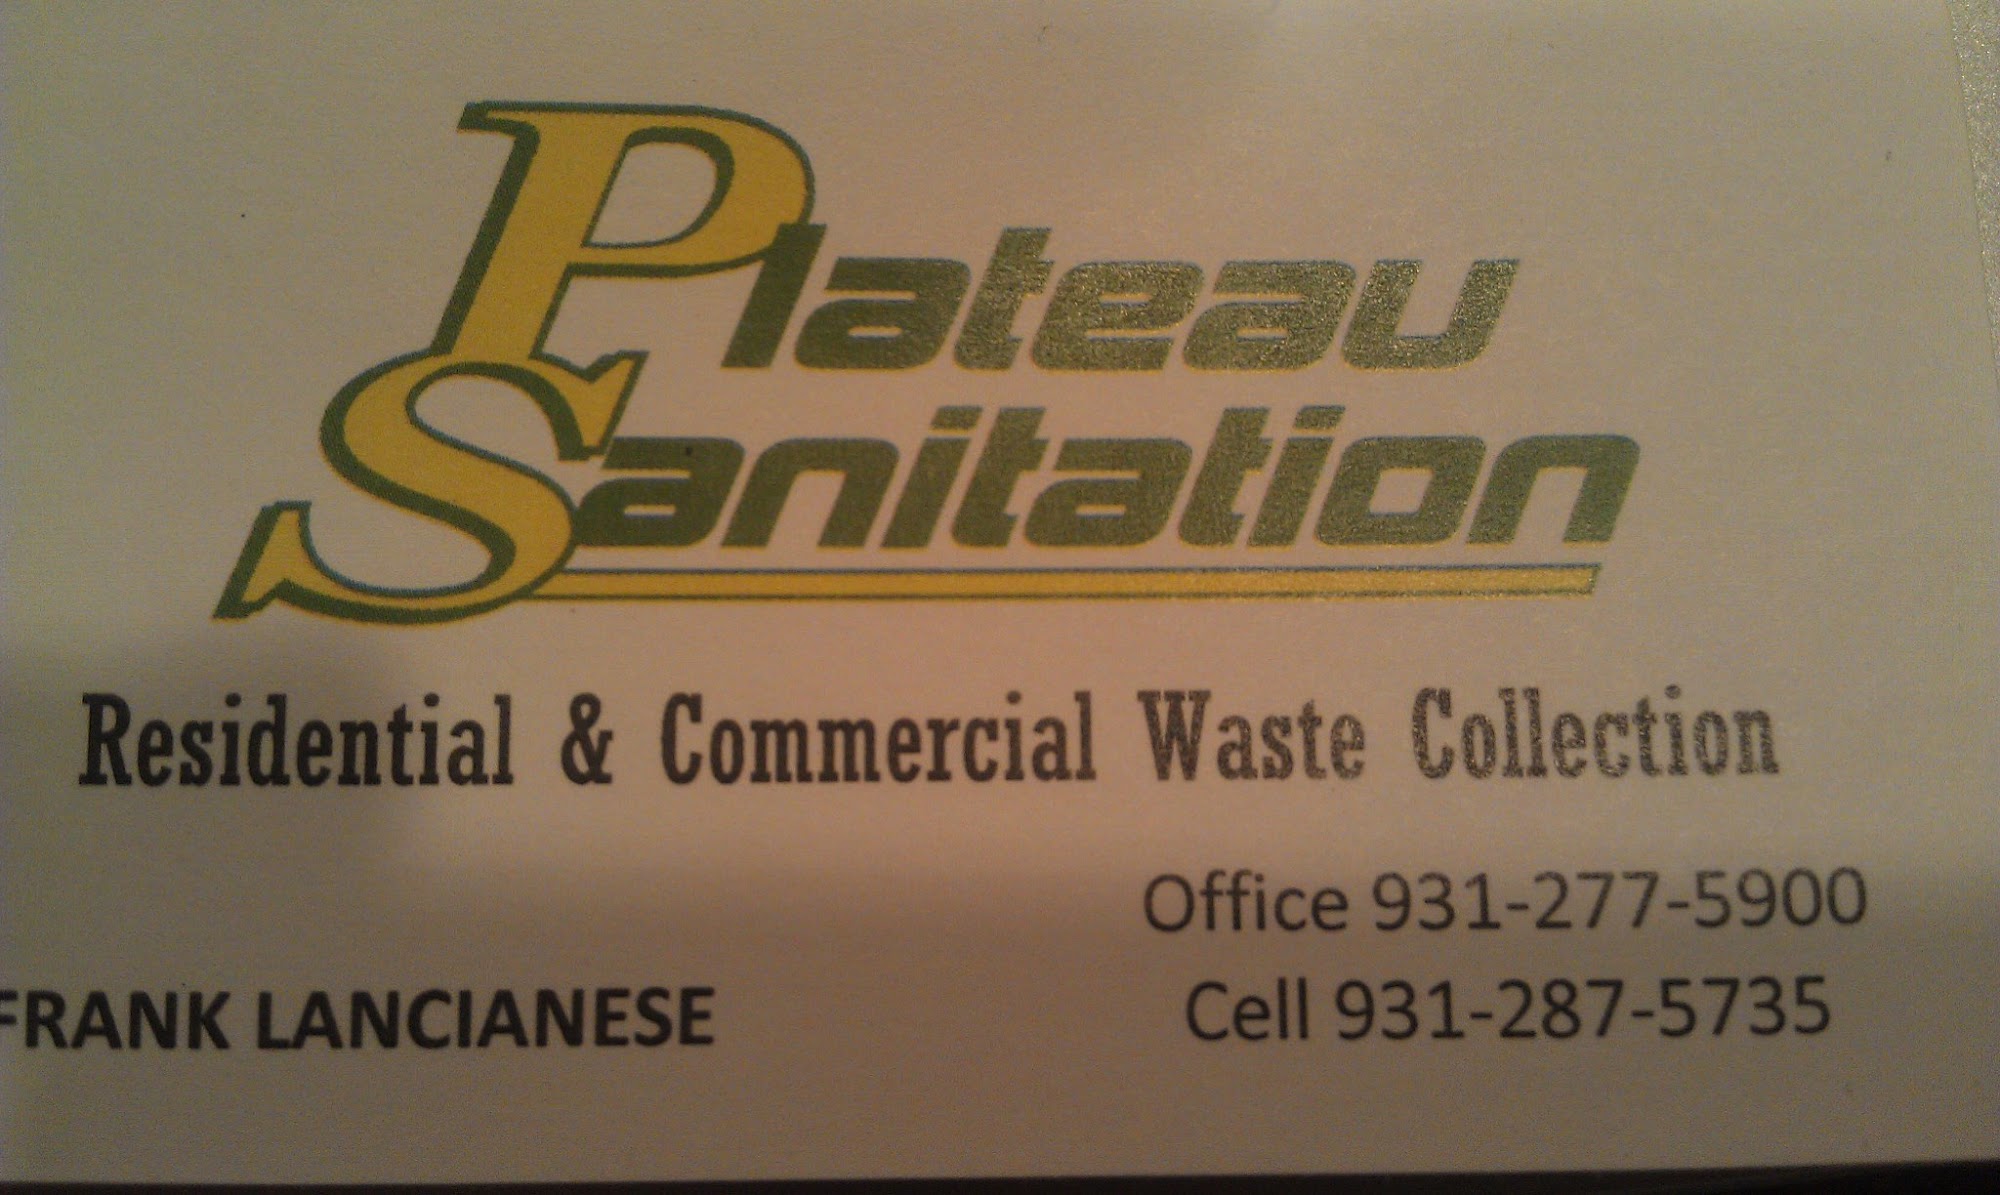 Plateau
Sanitation
Residential & Commercial Waste Collection
Office 931-277-5900
FRANK LANCIANESE
Cell 931-287-5735